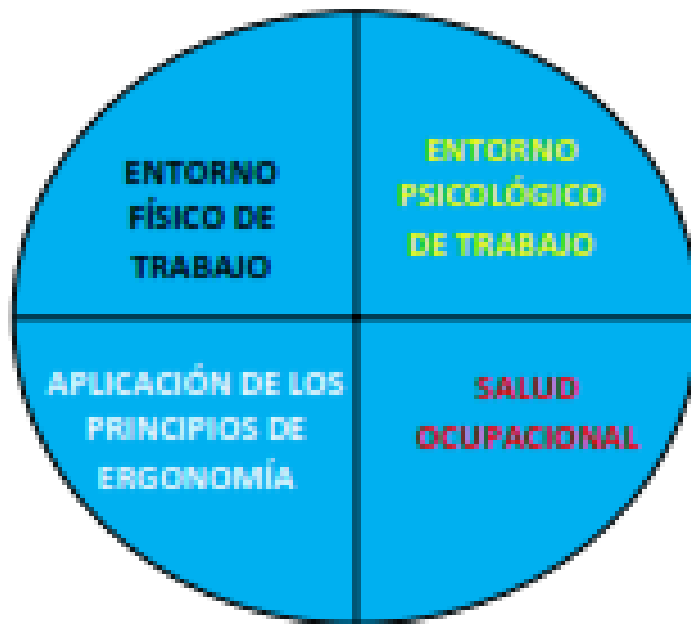 ENTORNO
FÍSICO DE
TRABAJO
ENTORNO
PSICOLÓGICO
DE TRABAJO
APLICACIÓN DE LOS
PRINCIPIOS DE
ERGONOMÍA
SALUD
OCUPACIONAL